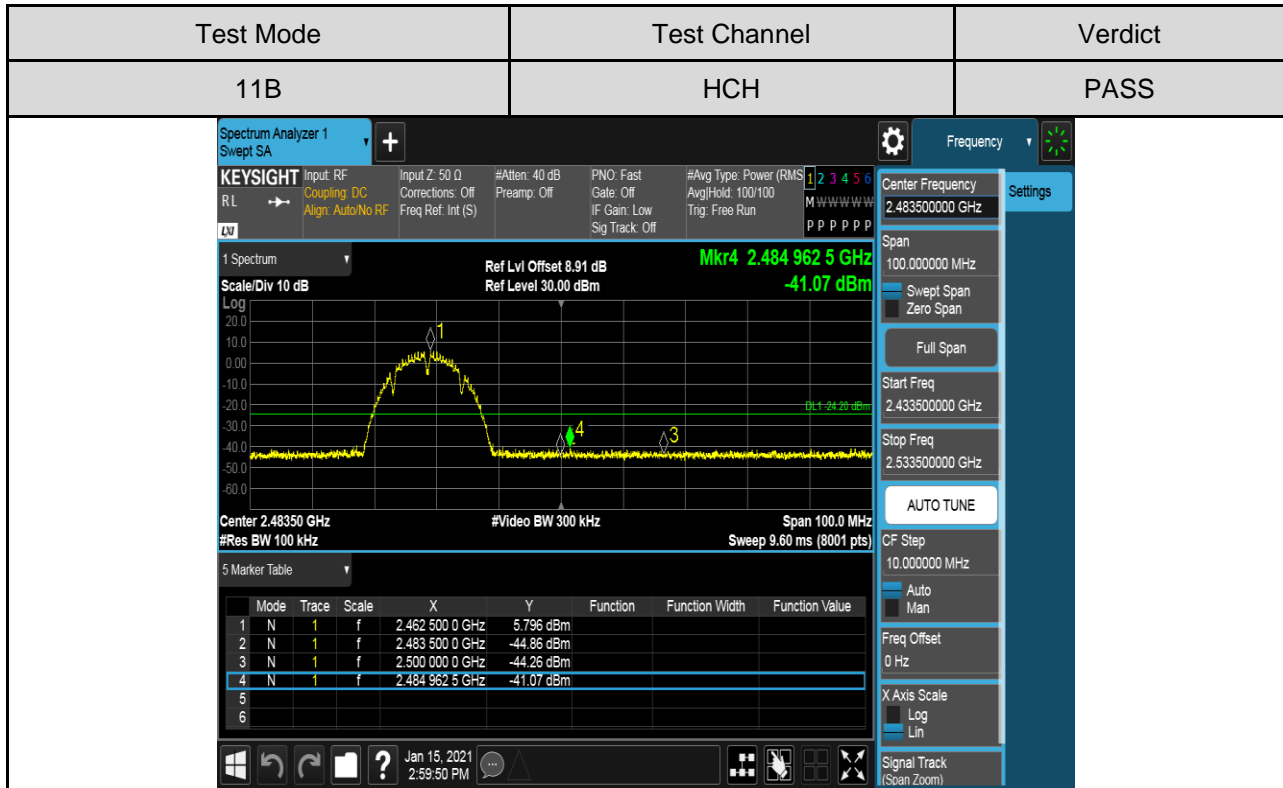 Test Mode Test Channel Verdict
11B HCH PASS
Spectrum Analyzer 1
Swept SA
+
Frequency
KEYSIGHT Input: RF Input Z: 50 Ω #Atten: 40 dB PNO: Fast #Avg Type: Power (RMS 1 2 3 4 5 6
Coupling: DC Corrections: Off Preamp: Off Gate: Off Avg|Hold: 100/100
RL Align: Auto/No RF Freq Ref: Int (S) IF Gain: Low Trig: Free Run M W W W W W
LXI Sig Track: Off P P P P P P
1 Spectrum
Ref Lvl Offset 8.91 dB Mkr4 2.484 962 5 GHz
Scale/Div 10 dB Ref Level 30.00 dBm -41.07 dBm
Log
20.0
10.0
0.00
-10.0
-20.0
-30.0
-40.0
-50.0
-60.0
1
DL1 -24.20 dBm
4
3
Center 2.48350 GHz #Video BW 300 kHz Span 100.0 MHz
#Res BW 100 kHz Sweep 9.60 ms (8001 pts)
5 Marker Table
Mode Trace Scale X Y Function Function Width Function Value
1 N 1 f 2.462 500 0 GHz 5.796 dBm
2 N 1 f 2.483 500 0 GHz -44.86 dBm
3 N 1 f 2.500 000 0 GHz -44.26 dBm
4 N 1 f 2.484 962 5 GHz -41.07 dBm
5
6
?
Jan 15, 2021
2:59:50 PM
Settings
Center Frequency
2.483500000 GHz
Span
100.000000 MHz
Swept Span
Zero Span
Full Span
Start Freq
2.433500000 GHz
Stop Freq
2.533500000 GHz
AUTO TUNE
CF Step
10.000000 MHz
Auto
Man
Freq Offset
0 Hz
X Axis Scale
Log
Lin
Signal Track
(Span Zoom)